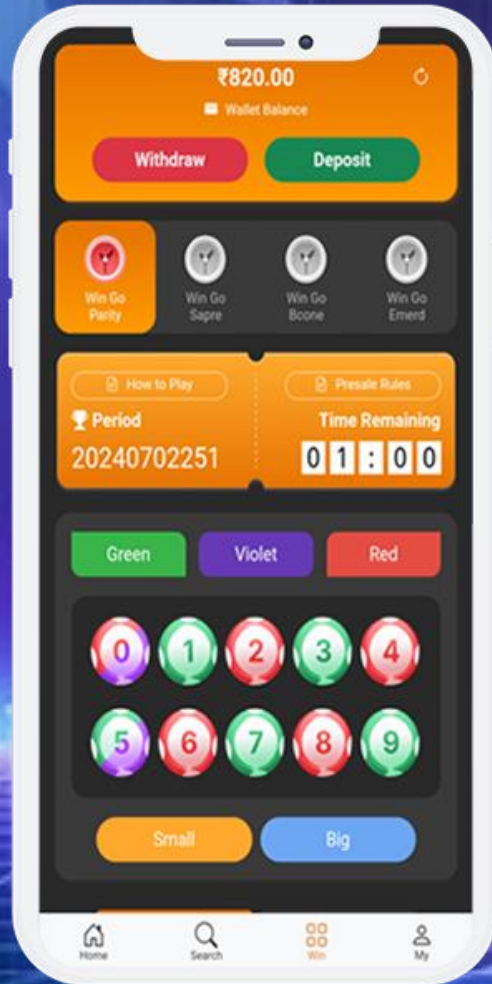 ₹820.00
Wallet Balance
Withdraw
Deposit
Win Go
Parity
Win Go
Sapre
Win Go
Bcone
Win Go
Emerd
How to Play
Presale Rules
Period
Time Remaining
20240702251
01:00
Green
Violet
Red
0 1 2 3 4
5 6 7 8 9
Small
Big
Home
Search
Win
My